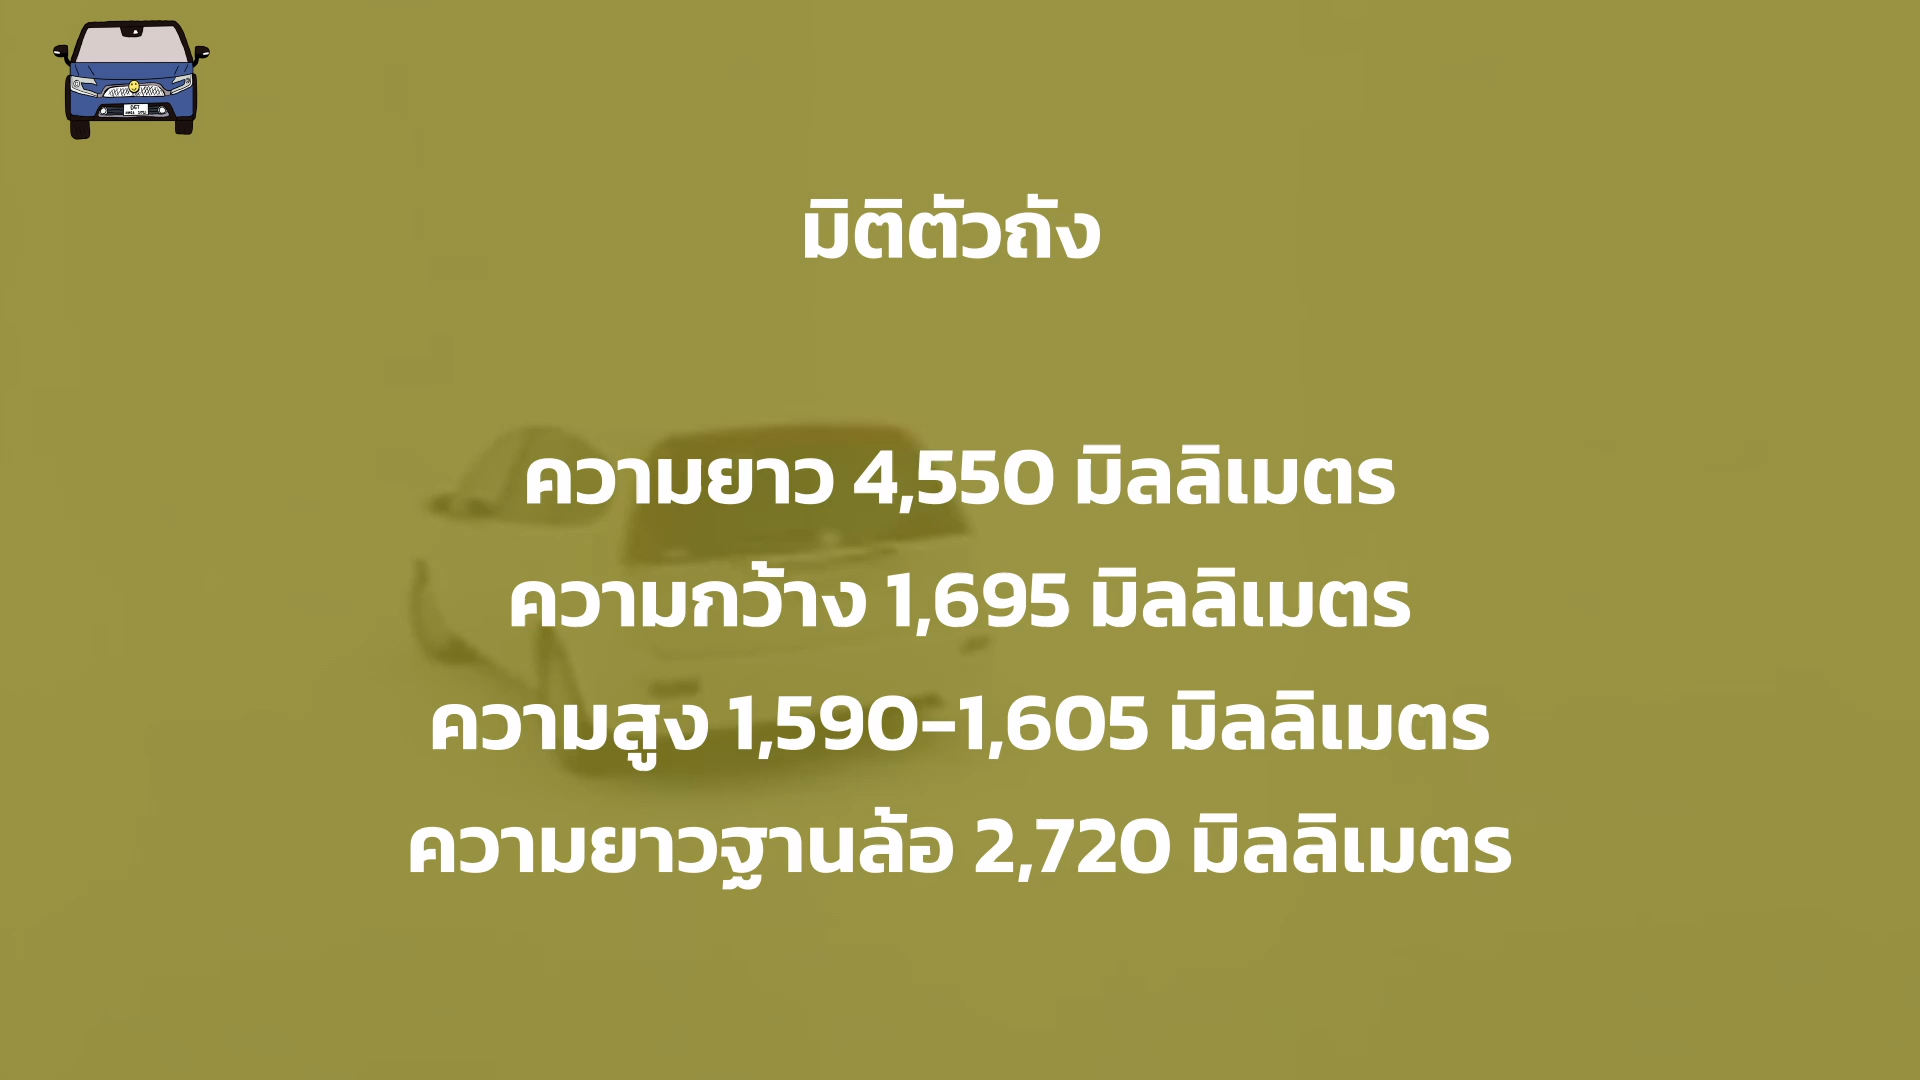 มิติตัวถัง
ความยาว 4,550 มิลลิเมตร
ความกว้าง 1,695 มิลลิเมตร
ความสูง 1,590-1,605 มิลลิเมตร
ความยาวฐานล้อ 2,720 มิลลิเมตร